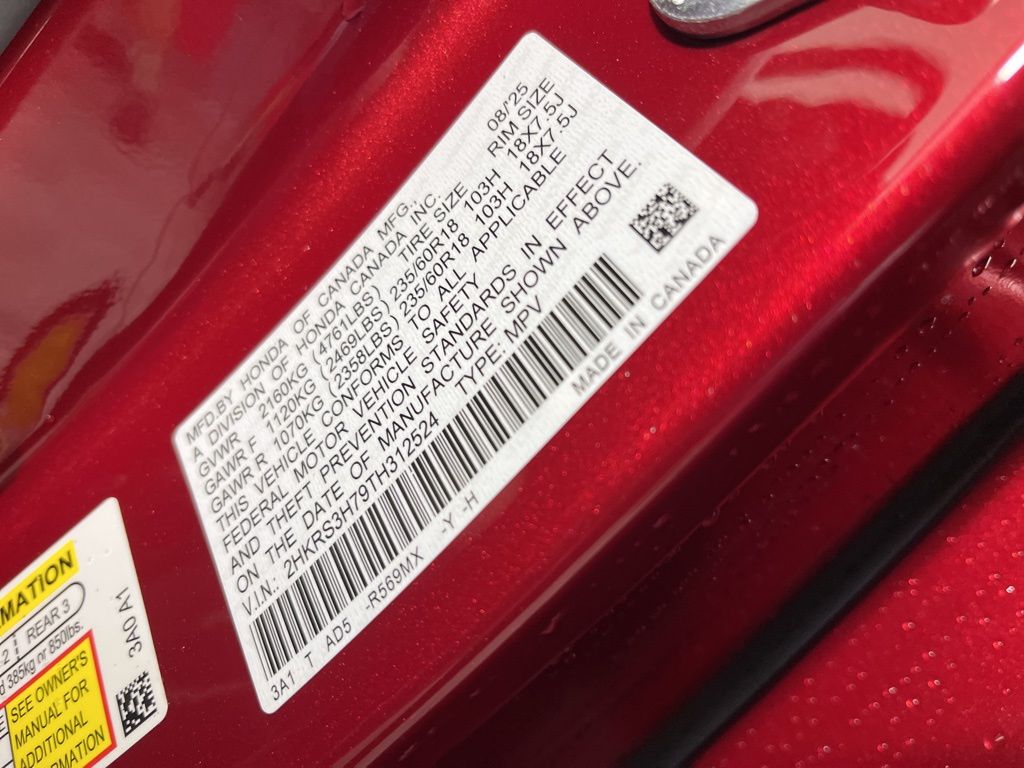 MFD.BY HONDA OF CANADA MFG., 08/'25
A DIVISION OF HONDA CANADA INC.
GVWR 2160KG (4761LBS) TIRE SIZE RIM SIZE
GAWR F 1120KG (2469LBS) 235/60R18 103H 18X7.5J
GAWR R 1070KG (2358LBS) 235/60R18 103H 18X7.5J
THIS VEHICLE CONFORMS TO ALL APPLICABLE
FEDERAL MOTOR VEHICLE SAFETY
AND THEFT PREVENTION STANDARDS IN EFFECT
ON THE DATE OF MANUFACTURE SHOWN ABOVE.
V.I.N: 2HKRS3H79TH312524 TYPE: MPV
3A1 T AD5 -R569MX -Y -H MADE IN CANADA
RMATION
2 REAR 3
d 385kg or 850lbs.
SEE OWNER'S
MANUAL FOR
ADDITIONAL
ORMATION
3A0 A1